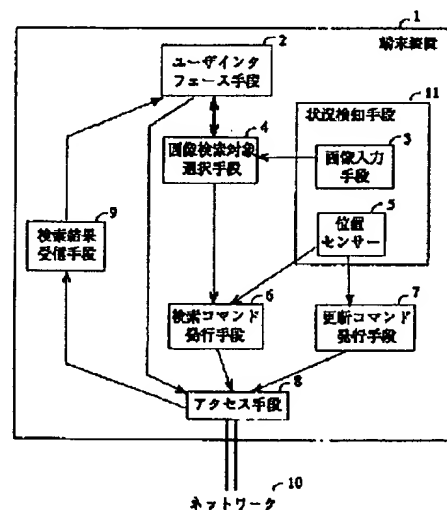 1
端末装置
2
ユーザインタ
フェース手段
11
状況検知手段
4
画像検索対象
選択手段
3
画像入力
手段
9
検索結果
受信手段
5
位置
センサー
6
検索コマンド
発行手段
7
更新コマンド
発行手段
8
アクセス手段
10
ネットワーク